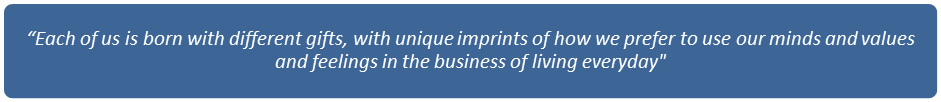 “Each of us is born with different gifts, with unique imprints of how we prefer to use our minds and values
and feelings in the business of living everyday"